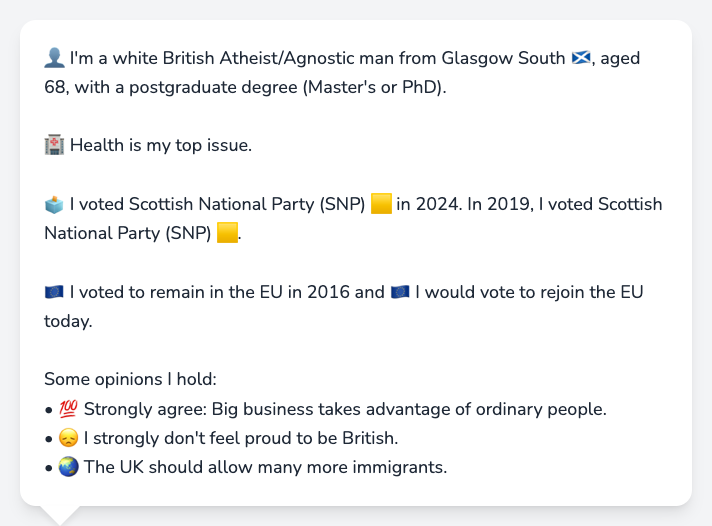 👤 I'm a white British Atheist/Agnostic man from Glasgow South 🏴󠁧󠁢󠁳󠁣󠁴󠁿, aged
68, with a postgraduate degree (Master's or PhD).
🏥 Health is my top issue.
🗳️ I voted Scottish National Party (SNP) 🟨 in 2024. In 2019, I voted Scottish
National Party (SNP) 🟨.
🇪🇺 I voted to remain in the EU in 2016 and 🇪🇺 I would vote to rejoin the EU
today.
Some opinions I hold:
• 💯 Strongly agree: Big business takes advantage of ordinary people.
• 😞 I strongly don't feel proud to be British.
• 🌏 The UK should allow many more immigrants.